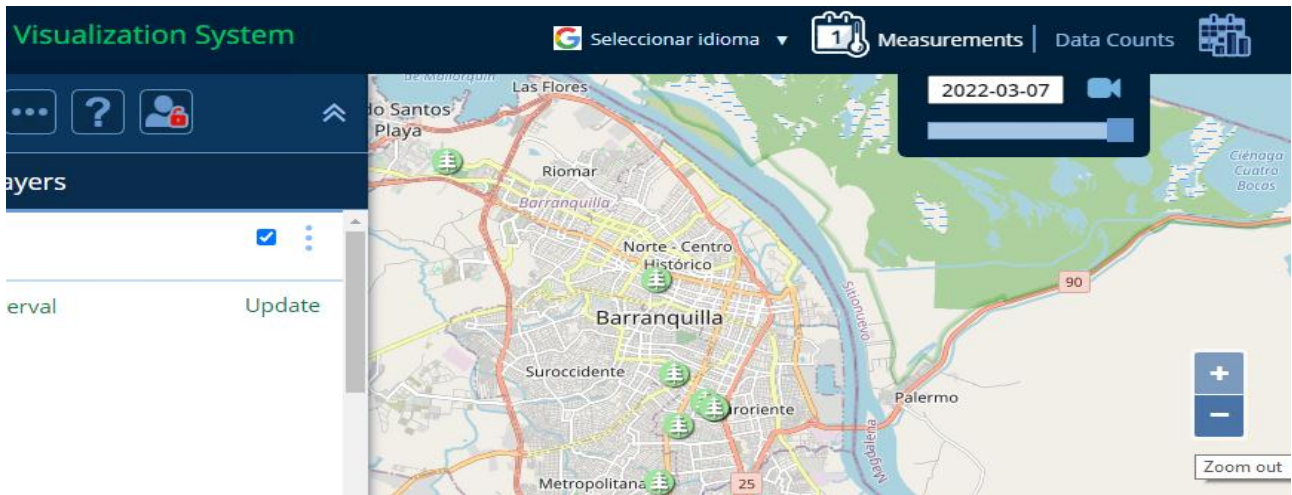 Visualization System
Seleccionar idioma ▼
1
Measurements | Data Counts
... ?
ayers
erval
Update
2022-03-07
de Mallorquín
Las Flores
do Santos
Playa
Riomar
Barranquilla
Norte - Centro
Histórico
Barranquilla
Suroccidente
uroriente
Metropolitana
25
Sitionuevo
Magdalena
Palermo
90
Ciénaga
Cuatro
Bocas
+
−
Zoom out